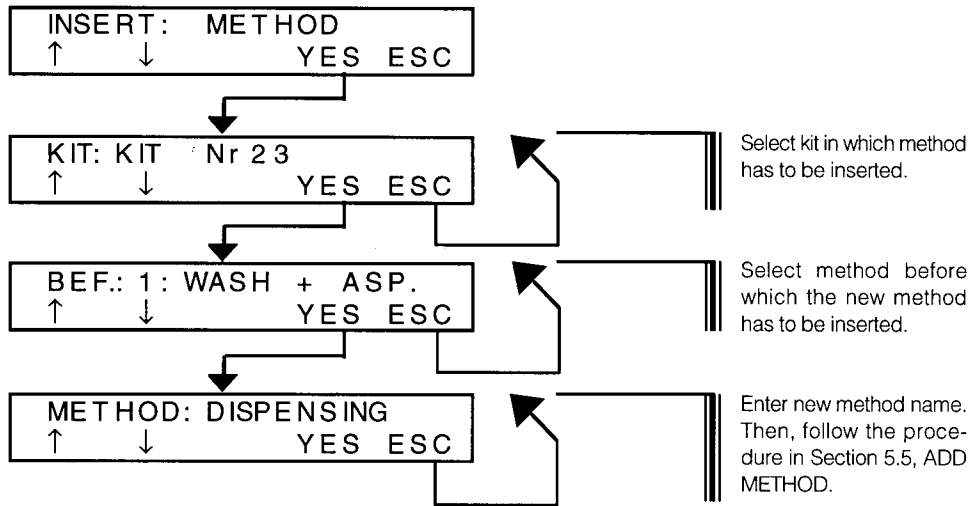 INSERT: METHOD
↑ ↓ YES ESC
KIT: KIT Nr 23
↑ ↓ YES ESC
Select kit in which method
has to be inserted.
BEF.: 1: WASH + ASP.
↑ ↓ YES ESC
Select method before
which the new method
has to be inserted.
METHOD: DISPENSING
↑ ↓ YES ESC
Enter new method name.
Then, follow the proce-
dure in Section 5.5, ADD
METHOD.